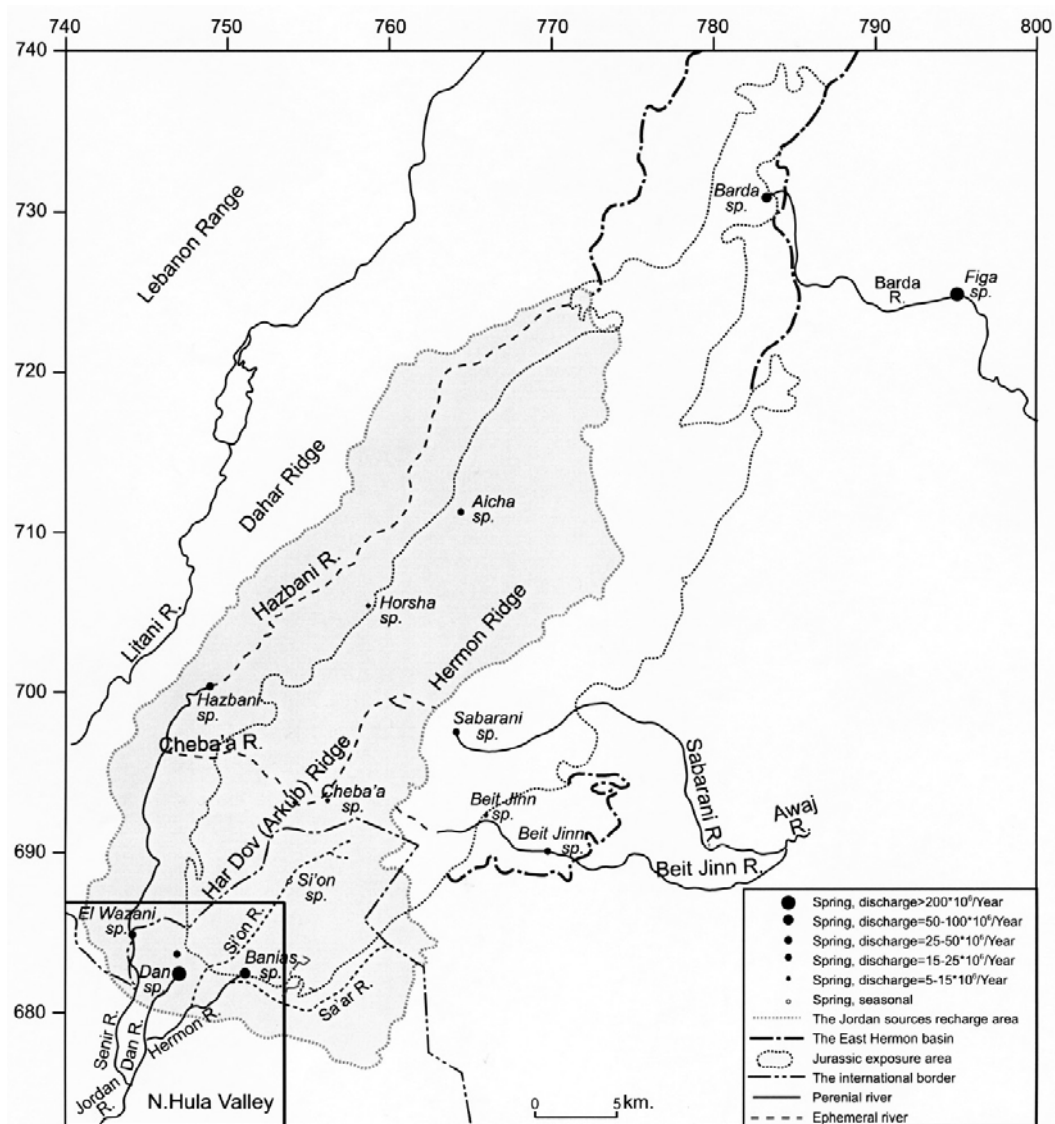 740
750
760
770
780
790
800
740
730
720
710
700
690
680
Lebanon Range
Barda
sp.
Barda
R.
Figa
sp.
Dahar Ridge
Aicha
sp.
Hazbani R.
Horsha
sp.
Litani R.
Hermon Ridge
Hazbani
sp.
Sabarani
sp.
Cheba'a R.
Sabarani R.
Har Dov (Arkub) Ridge
Cheba'a
sp.
Beit Jinn
sp.
Beit Jinn
sp.
Awaj
R.
Beit Jinn R.
Si'on
sp.
El Wazani
sp.
Si'on R.
Dan
sp.
Banias
sp.
Sa'ar R.
Hermon R.
Senir R.
Dan R.
Jordan
R.
N.Hula Valley
0 5 km.
Spring, discharge>200*10⁶/Year
Spring, discharge=50-100*10⁶/Year
Spring, discharge=25-50*10⁶/Year
Spring, discharge=15-25*10⁶/Year
Spring, discharge=5-15*10⁶/Year
Spring, seasonal
The Jordan sources recharge area
The East Hermon basin
Jurassic exposure area
The international border
Perenial river
Ephemeral river